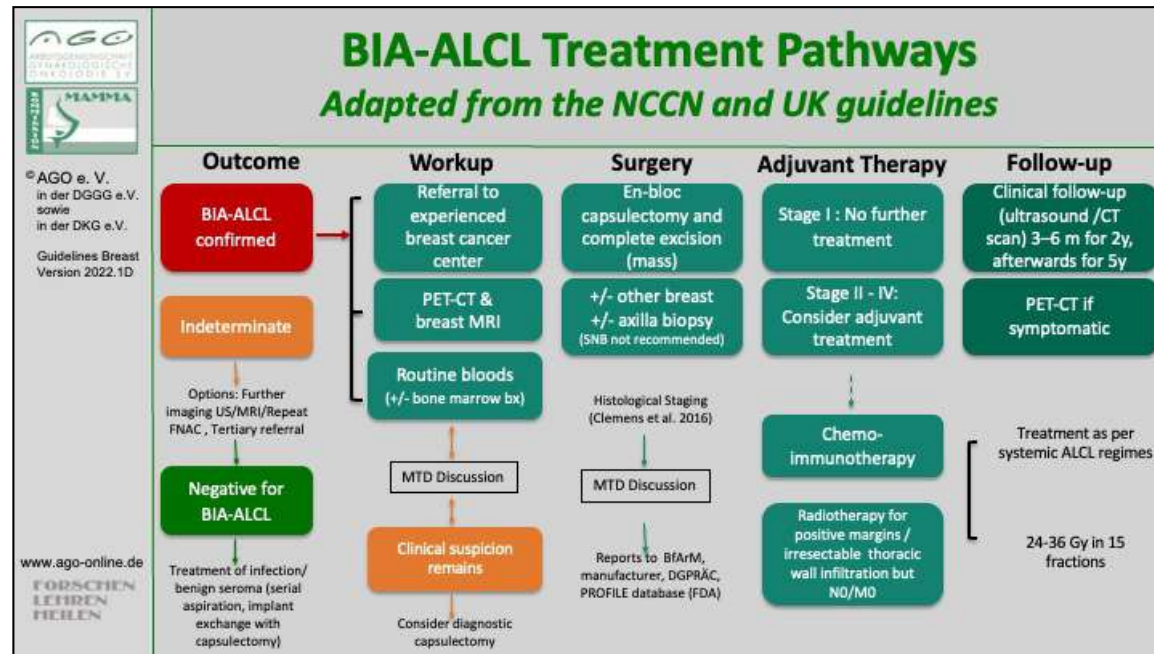 AGO
ARBEITSGEMEINSCHAFT
GYNÄKOLOGISCHE
ONKOLOGIE E.V.
MAMMA
© AGO e. V.
in der DGGG e.V.
sowie
in der DKG e.V.
Guidelines Breast
Version 2022.1D
www.ago-online.de
FORSCHEN
LEHREN
HEILEN
BIA-ALCL Treatment Pathways
Adapted from the NCCN and UK guidelines
Outcome
BIA-ALCL
confirmed
Indeterminate
Options: Further
imaging US/MRI/Repeat
FNAC , Tertiary referral
Negative for
BIA-ALCL
Treatment of infection/
benign seroma (serial
aspiration, implant
exchange with
capsulectomy)
Workup
Referral to
experienced
breast cancer
center
PET-CT &
breast MRI
Routine bloods
(+/- bone marrow bx)
MTD Discussion
Clinical suspicion
remains
Consider diagnostic
capsulectomy
Surgery
En-bloc
capsulectomy and
complete excision
(mass)
+/- other breast
+/- axilla biopsy
(SNB not recommended)
Histological Staging
(Clemens et al. 2016)
MTD Discussion
Reports to BfArM,
manufacturer, DGPRÄC,
PROFILE database (FDA)
Adjuvant Therapy
Stage I : No further
treatment
Stage II - IV:
Consider adjuvant
treatment
Chemo-
immunotherapy
Radiotherapy for
positive margins /
irresectable thoracic
wall infiltration but
N0/M0
Follow-up
Clinical follow-up
(ultrasound /CT
scan) 3–6 m for 2y,
afterwards for 5y
PET-CT if
symptomatic
Treatment as per
systemic ALCL regimes
24-36 Gy in 15
fractions